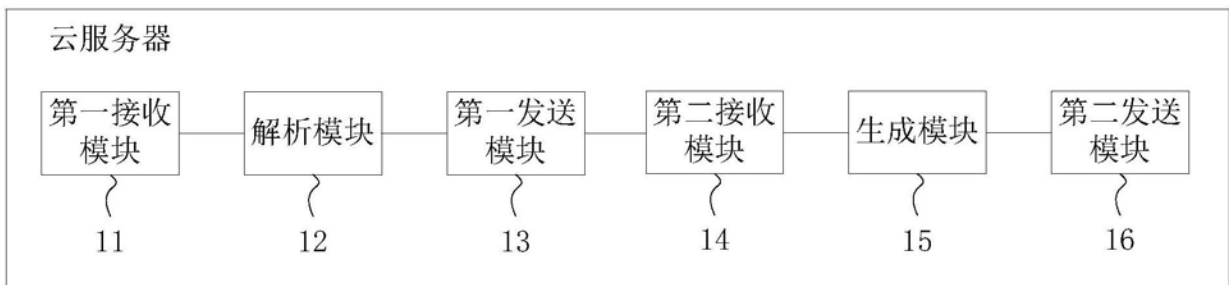 云服务器
第一接收
模块
解析模块
第一发送
模块
第二接收
模块
生成模块
第二发送
模块
11
12
13
14
15
16